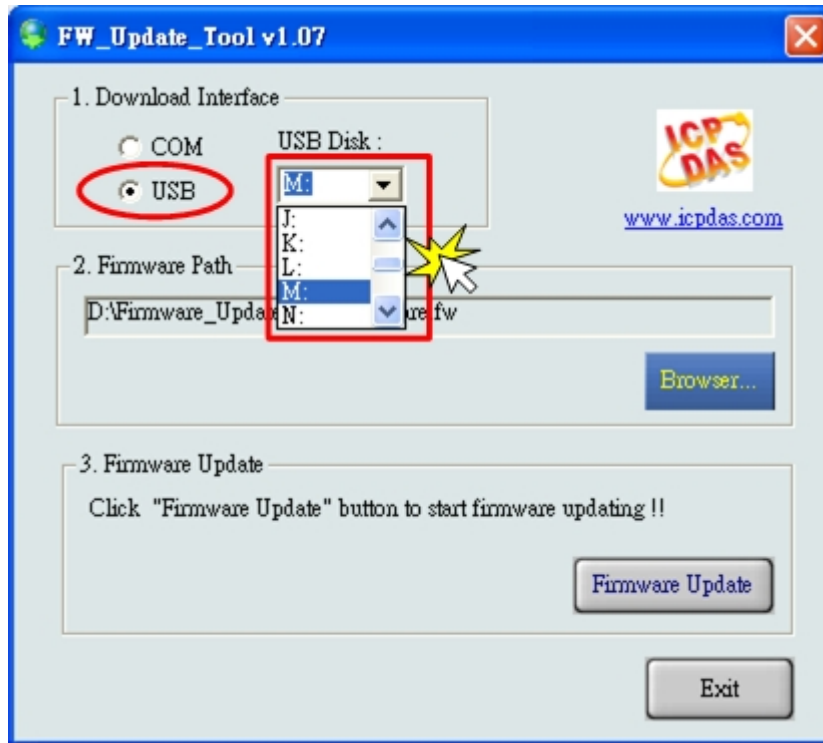 FW_Update_Tool v1.07
1. Download Interface
COM
USB Disk :
USB
M:
J:
K:
L:
M:
N:
ICP
DAS
www.icpdas.com
2. Firmware Path
D:\Firmware_Upda are.fw
Browser...
3. Firmware Update
Click "Firmware Update" button to start firmware updating !!
Firmware Update
Exit